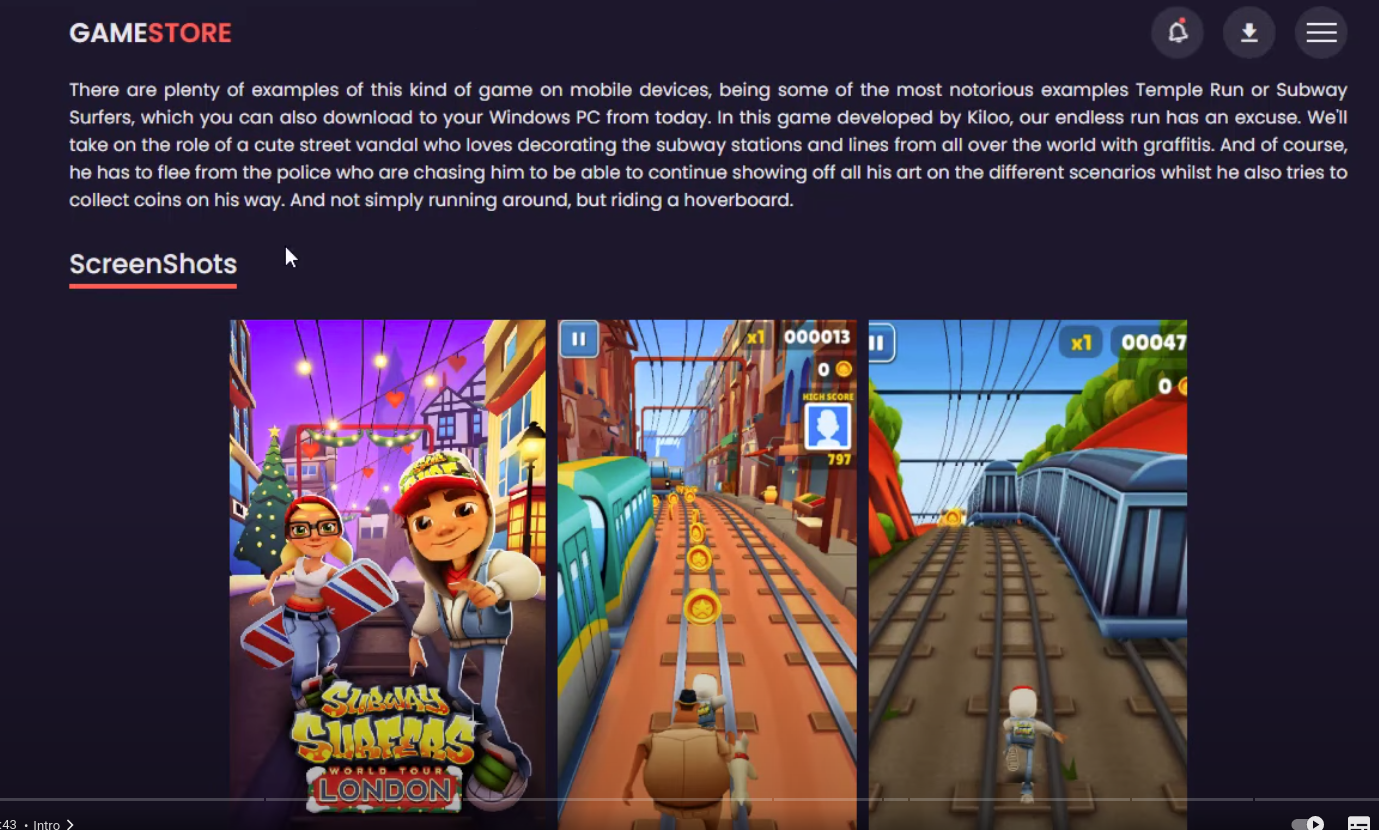 GAMESTORE
There are plenty of examples of this kind of game on mobile devices, being some of the most notorious examples Temple Run or Subway
Surfers, which you can also download to your Windows PC from today. In this game developed by Kiloo, our endless run has an excuse. We'll
take on the role of a cute street vandal who loves decorating the subway stations and lines from all over the world with graffitis. And of course,
he has to flee from the police who are chasing him to be able to continue showing off all his art on the different scenarios whilst he also tries to
collect coins on his way. And not simply running around, but riding a hoverboard.
ScreenShots
SUBWAY
SURFERS
WORLD TOUR
LONDON
x1 000013
0
HIGH SCORE
797
x1 00047
0
:43 • Intro